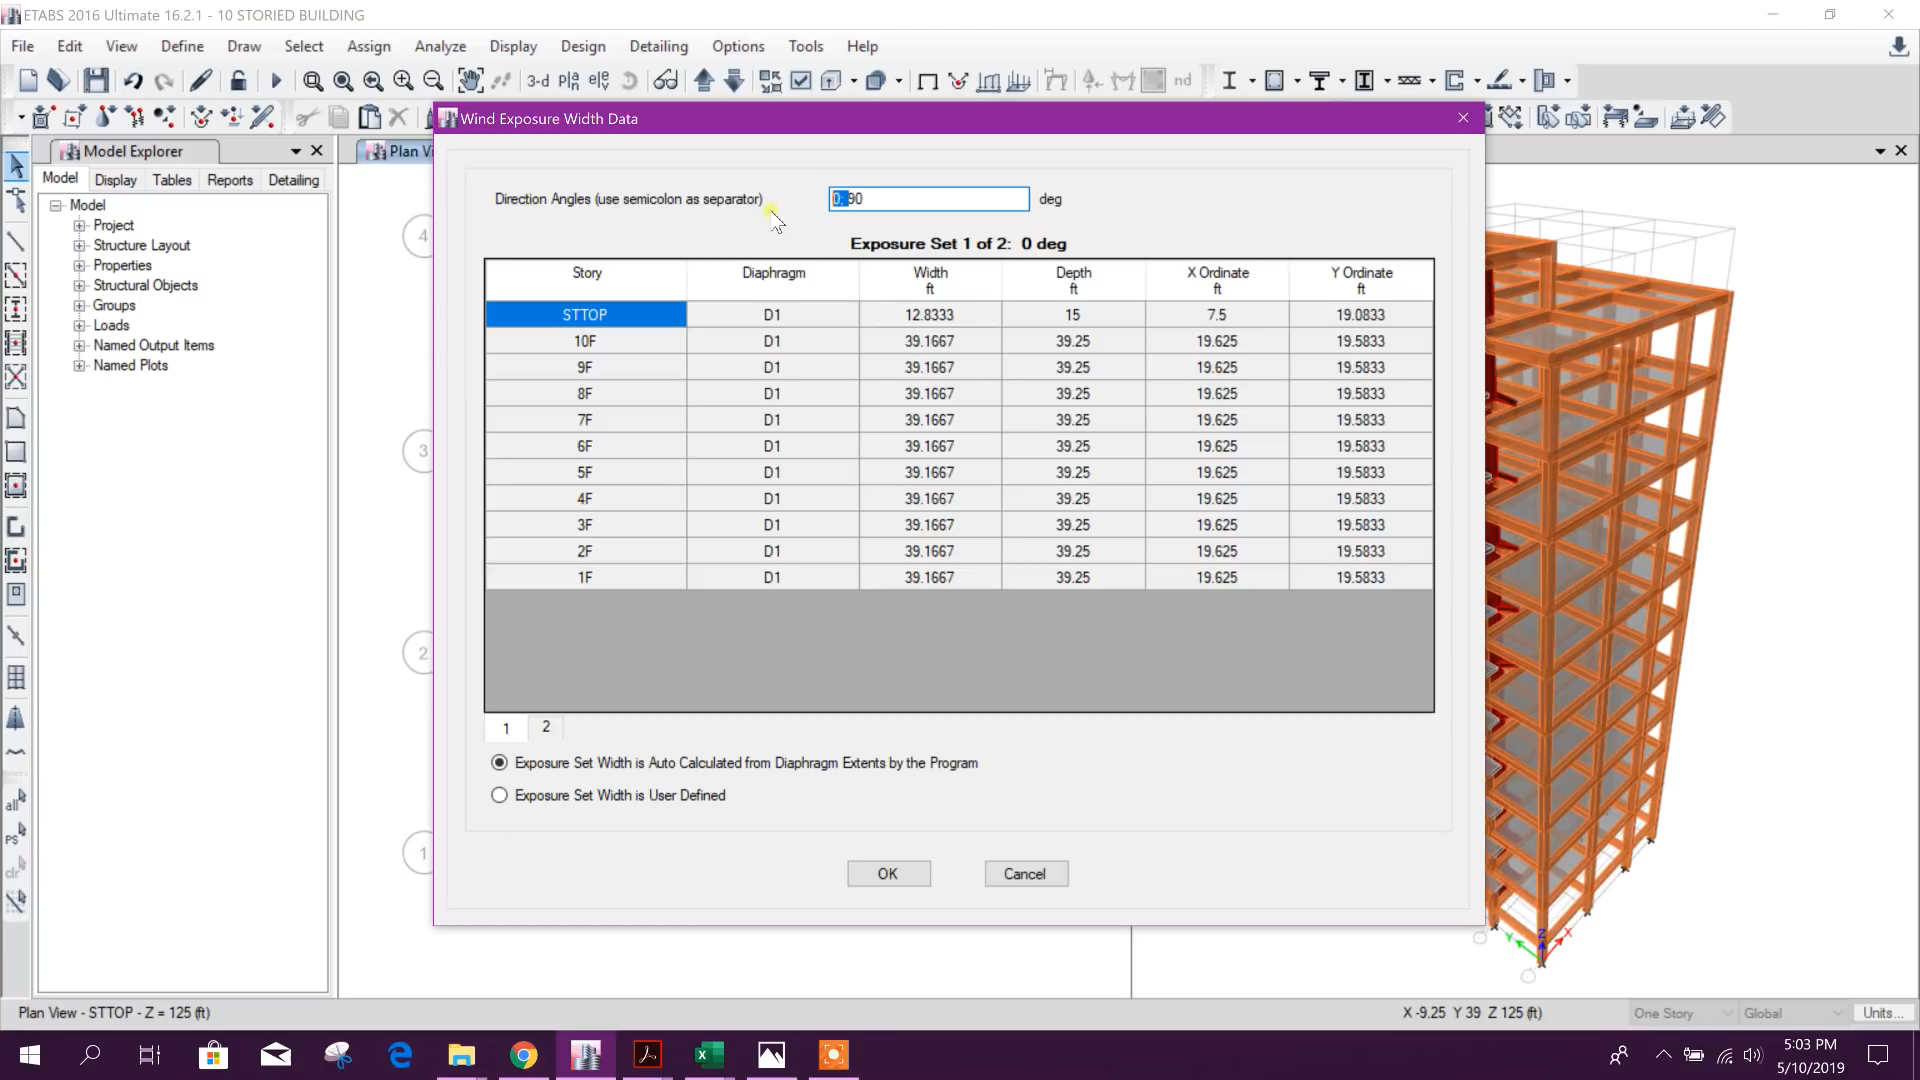 ETABS 2016 Ultimate 16.2.1 - 10 STORIED BUILDING
File Edit View Define Draw Select Assign Analyze Display Design Detailing Options Tools Help
3-d nd
Wind Exposure Width Data
Model Explorer
Plan V
Model Display Tables Reports Detailing
Model
Project
Structure Layout
Properties
Structural Objects
Groups
Loads
Named Output Items
Named Plots
4
3
2
1
Direction Angles (use semicolon as separator) 0; 90 deg
Exposure Set 1 of 2: 0 deg
Story Diaphragm Width Depth X Ordinate Y Ordinate
ft ft ft ft
STTOP D1 12.8333 15 7.5 19.0833
10F D1 39.1667 39.25 19.625 19.5833
9F D1 39.1667 39.25 19.625 19.5833
8F D1 39.1667 39.25 19.625 19.5833
7F D1 39.1667 39.25 19.625 19.5833
6F D1 39.1667 39.25 19.625 19.5833
5F D1 39.1667 39.25 19.625 19.5833
4F D1 39.1667 39.25 19.625 19.5833
3F D1 39.1667 39.25 19.625 19.5833
2F D1 39.1667 39.25 19.625 19.5833
1F D1 39.1667 39.25 19.625 19.5833
1 2
Exposure Set Width is Auto Calculated from Diaphragm Extents by the Program
Exposure Set Width is User Defined
OK Cancel
all
PS
clr
Y Z X
Plan View - STTOP - Z = 125 (ft) X -9.25 Y 39 Z 125 (ft) One Story Global Units...
5:03 PM
5/10/2019